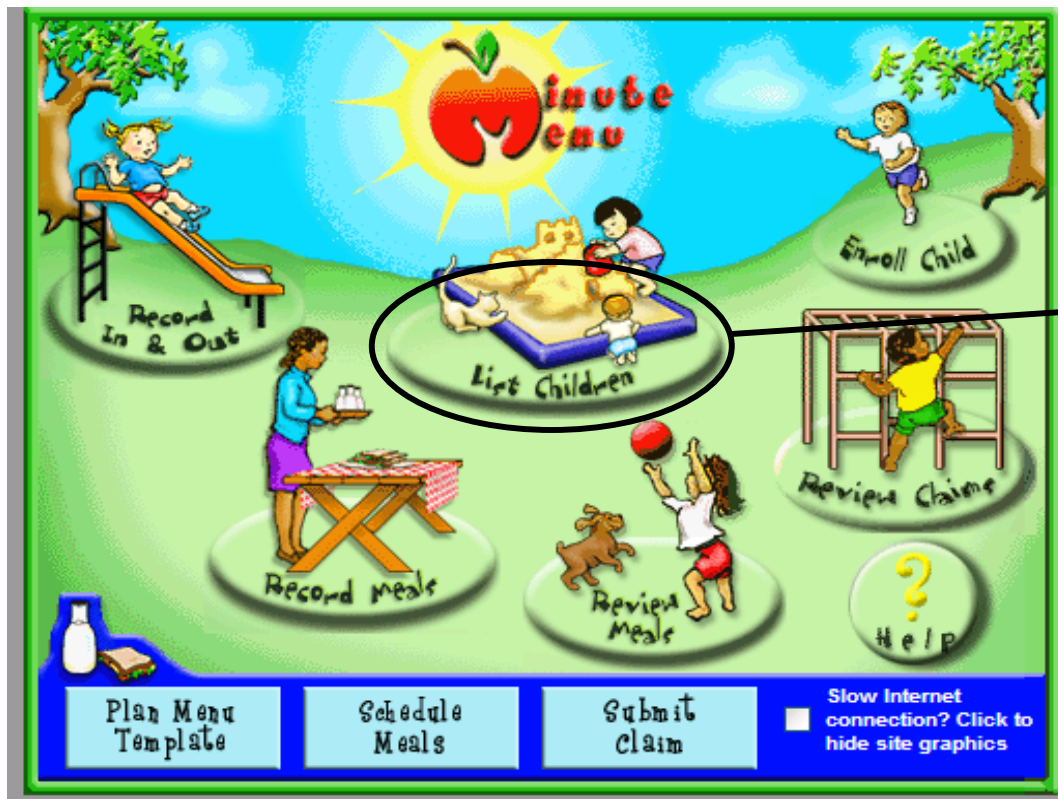 Minute
Menu
Enroll Child
Record
In & Out
List Children
Review Claims
Record Meals
Review
Meals
Help
Plan Menu
Template
Schedule
Meals
Submit
Claim
Slow Internet
connection? Click to
hide site graphics